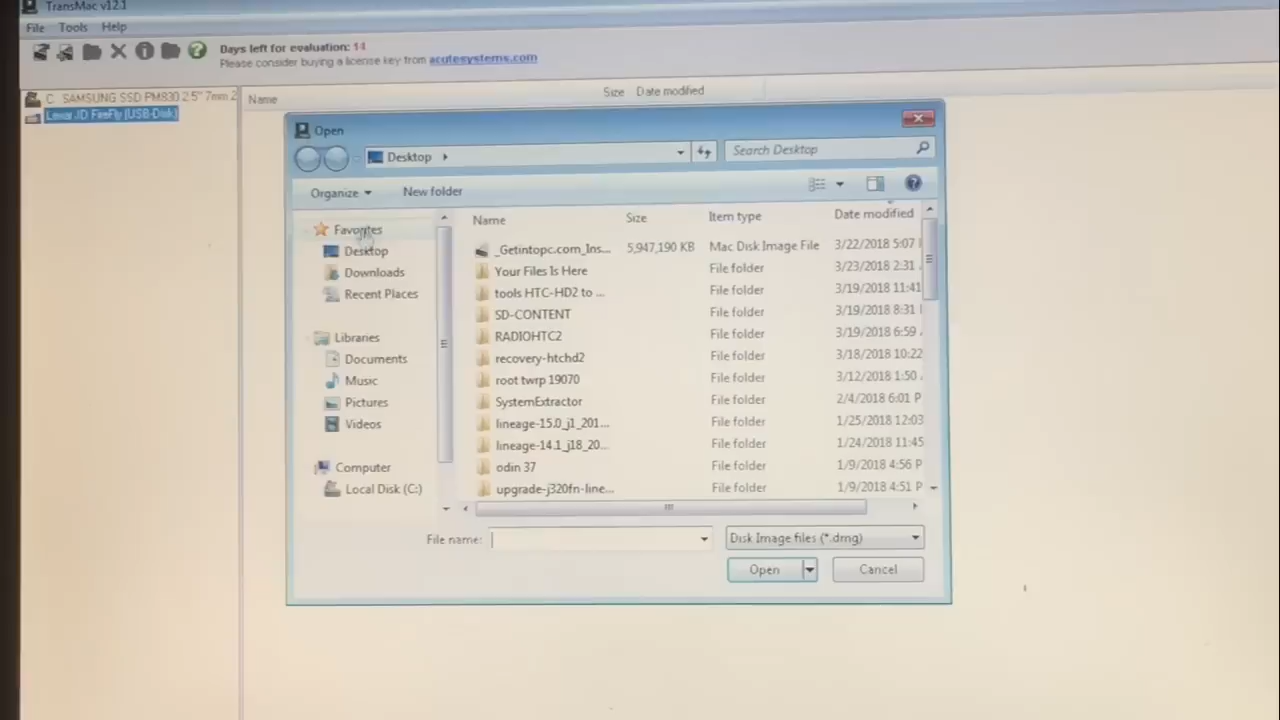 TransMac v12.1
File Tools Help
Days left for evaluation: 14
Please consider buying a license key from acutesystems.com
C SAMSUNG SSD PM830 2.5" 7mm 2
Lexar JD FireFly (USB-Disk)
Name Size Date modified
Open
Desktop
Search Desktop
Organize New folder
Favorites
Desktop
Downloads
Recent Places
Libraries
Documents
Music
Pictures
Videos
Computer
Local Disk (C:)
Name Size Item type Date modified
_Getintopc.com_Ins... 5,947,190 KB Mac Disk Image File 3/22/2018 5:07
Your Files Is Here File folder 3/23/2018 2:31
tools HTC-HD2 to ... File folder 3/19/2018 11:41
SD-CONTENT File folder 3/19/2018 8:31
RADIOHTC2 File folder 3/19/2018 6:59
recovery-htchd2 File folder 3/18/2018 10:22
root twrp 19070 File folder 3/12/2018 1:50
SystemExtractor File folder 2/4/2018 6:01 P
lineage-15.0_j1_201... File folder 1/25/2018 12:03
lineage-14.1_j18_20... File folder 1/24/2018 11:45
odin 37 File folder 1/9/2018 4:56 P
upgrade-j320fn-line... File folder 1/9/2018 4:51 P
File name:
Disk Image files (*.dmg)
Open Cancel